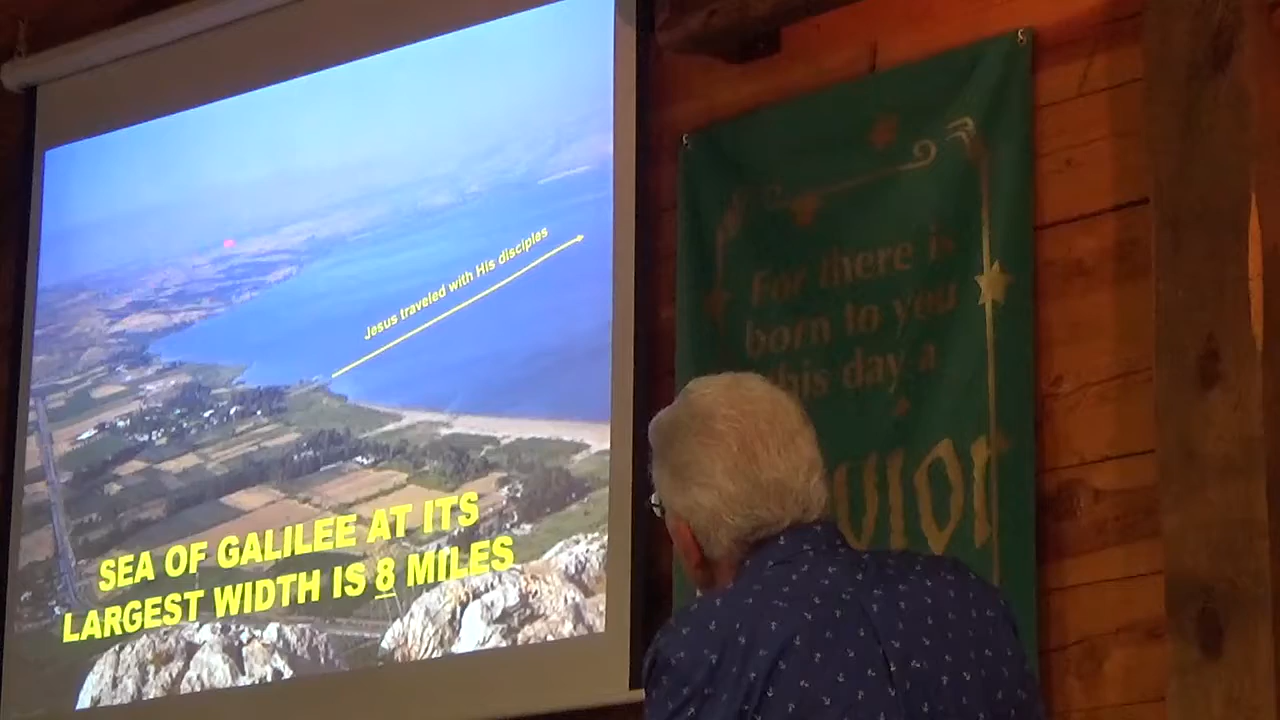 Jesus traveled with His disciples
SEA OF GALILEE AT ITS
LARGEST WIDTH IS 8 MILES
For there is
born to you
this day a